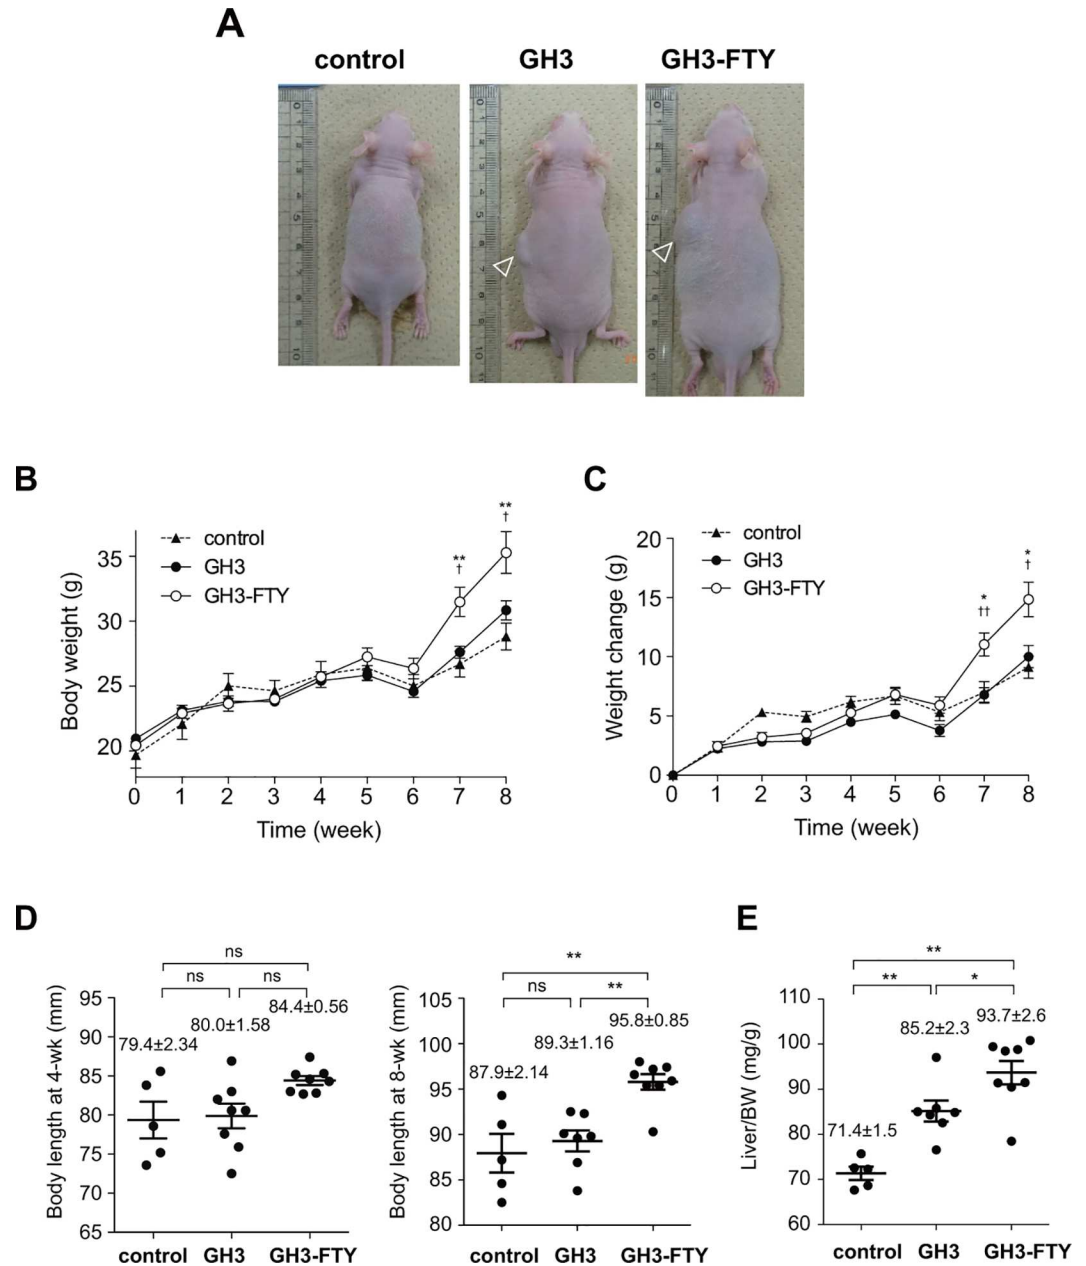 A
control GH3 GH3-FTY
B
** 
†
**
†
control
GH3
GH3-FTY
Body weight (g)
35
30
25
20
0 1 2 3 4 5 6 7 8
Time (week)
C
*
†
*
††
control
GH3
GH3-FTY
Weight change (g)
20
15
10
5
0
0 1 2 3 4 5 6 7 8
Time (week)
D
ns
ns ns
84.4±0.56
80.0±1.58
79.4±2.34
Body length at 4-wk (mm)
95
90
85
80
75
70
65
control GH3 GH3-FTY
**
ns **
95.8±0.85
89.3±1.16
87.9±2.14
Body length at 8-wk (mm)
105
100
95
90
85
80
control GH3 GH3-FTY
E
**
** *
93.7±2.6
85.2±2.3
71.4±1.5
Liver/BW (mg/g)
110
100
90
80
70
60
control GH3 GH3-FTY